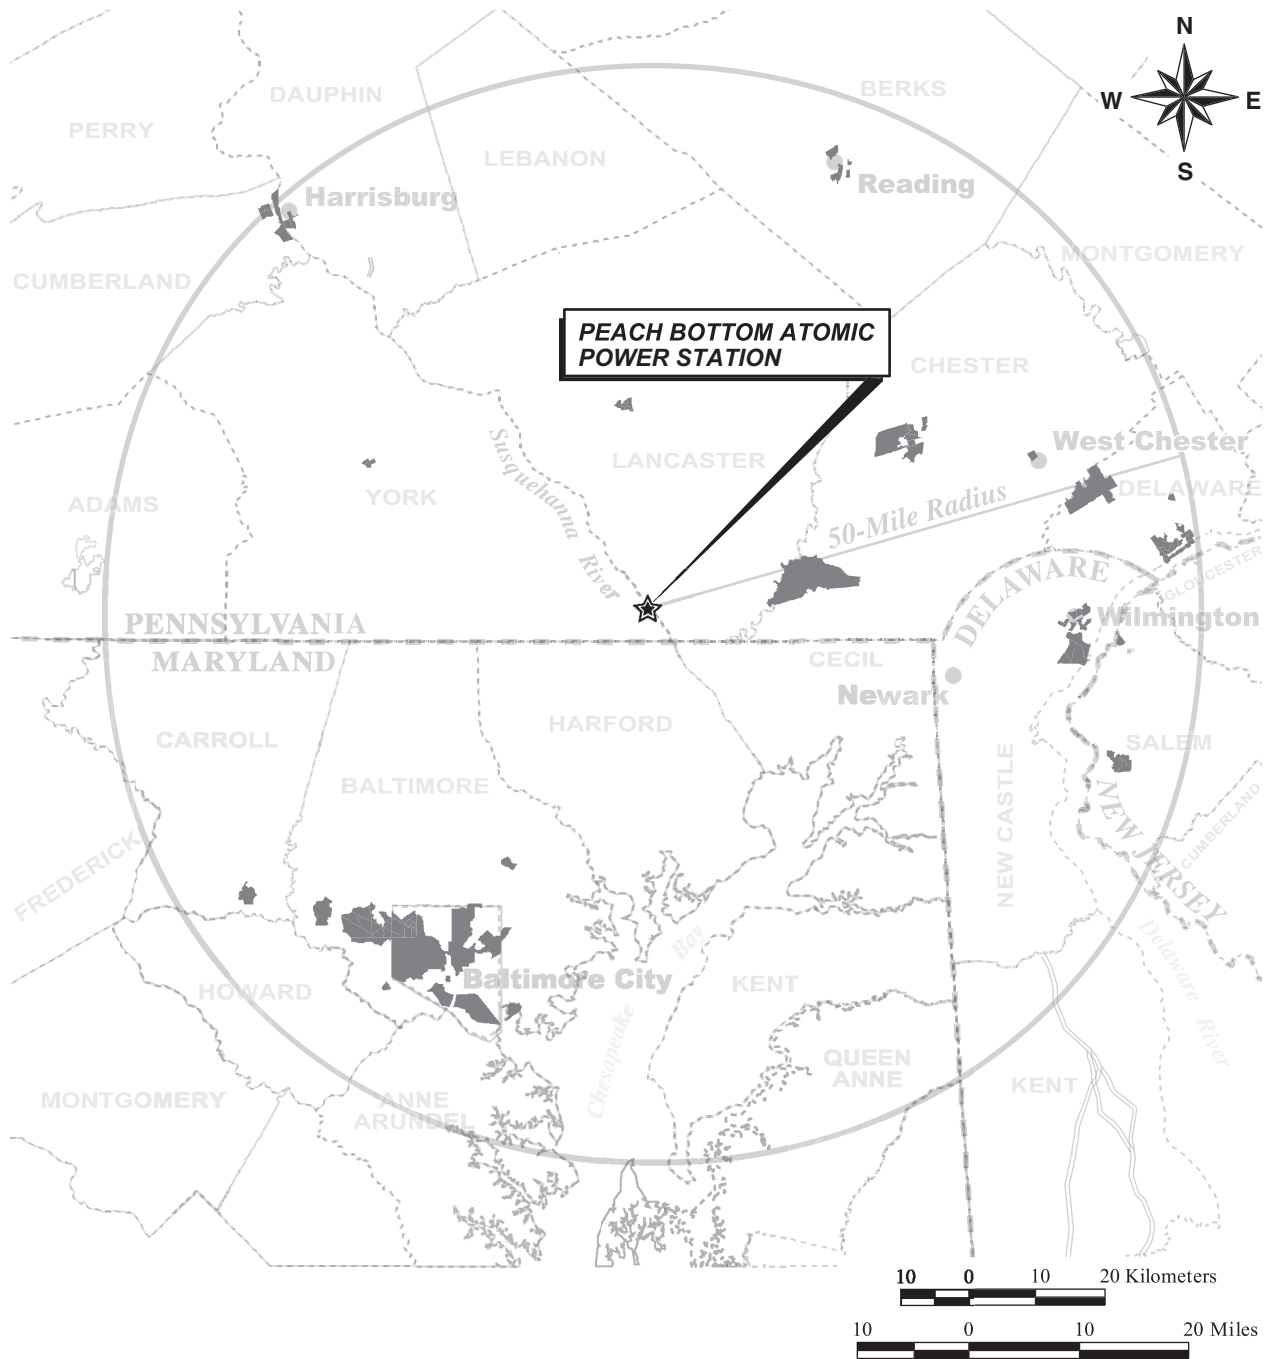 N
BERKS
DAUPHIN
W
E
PERRY
LEBANON
S
Reading
Harrisburg
MONTGOMERY
CUMBERLAND
PEACH BOTTOM ATOMIC
POWER STATION
CHESTER
West Chester
LANCASTER
Susquehanna River
YORK
ADAMS
DELAWARE
50-Mile Radius
GLOUCESTER
DELAWARE
Wilmington
PENNSYLVANIA
MARYLAND
CECIL
Newark
HARFORD
CARROLL
SALEM
BALTIMORE
NEW CASTLE
NEW JERSEY
CUMBERLAND
FREDERICK
Delaware River
Baltimore City
KENT
HOWARD
Chesapeake Bay
QUEEN
ANNE
KENT
MONTGOMERY
ANNE
ARUNDEL
10 0 10 20 Kilometers
10 0 10 20 Miles